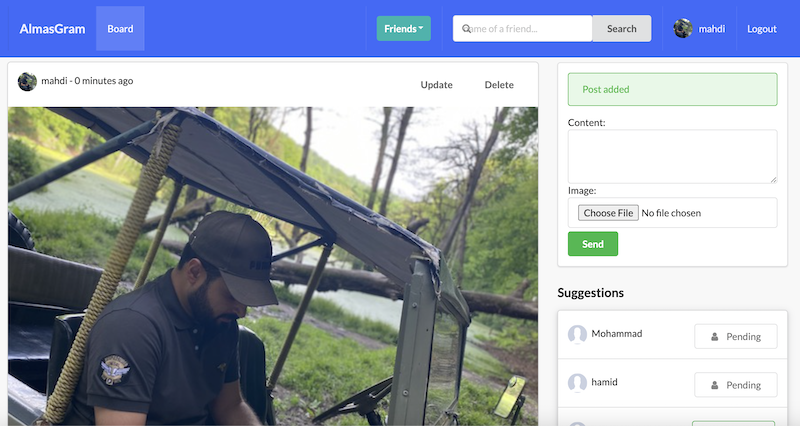 AlmasGram
Board
Friends
Name of a friend...
Search
mahdi
Logout
mahdi - 0 minutes ago
Update
Delete
Post added
Content:
Image:
Choose File No file chosen
Send
Suggestions
Mohammad
Pending
hamid
Pending